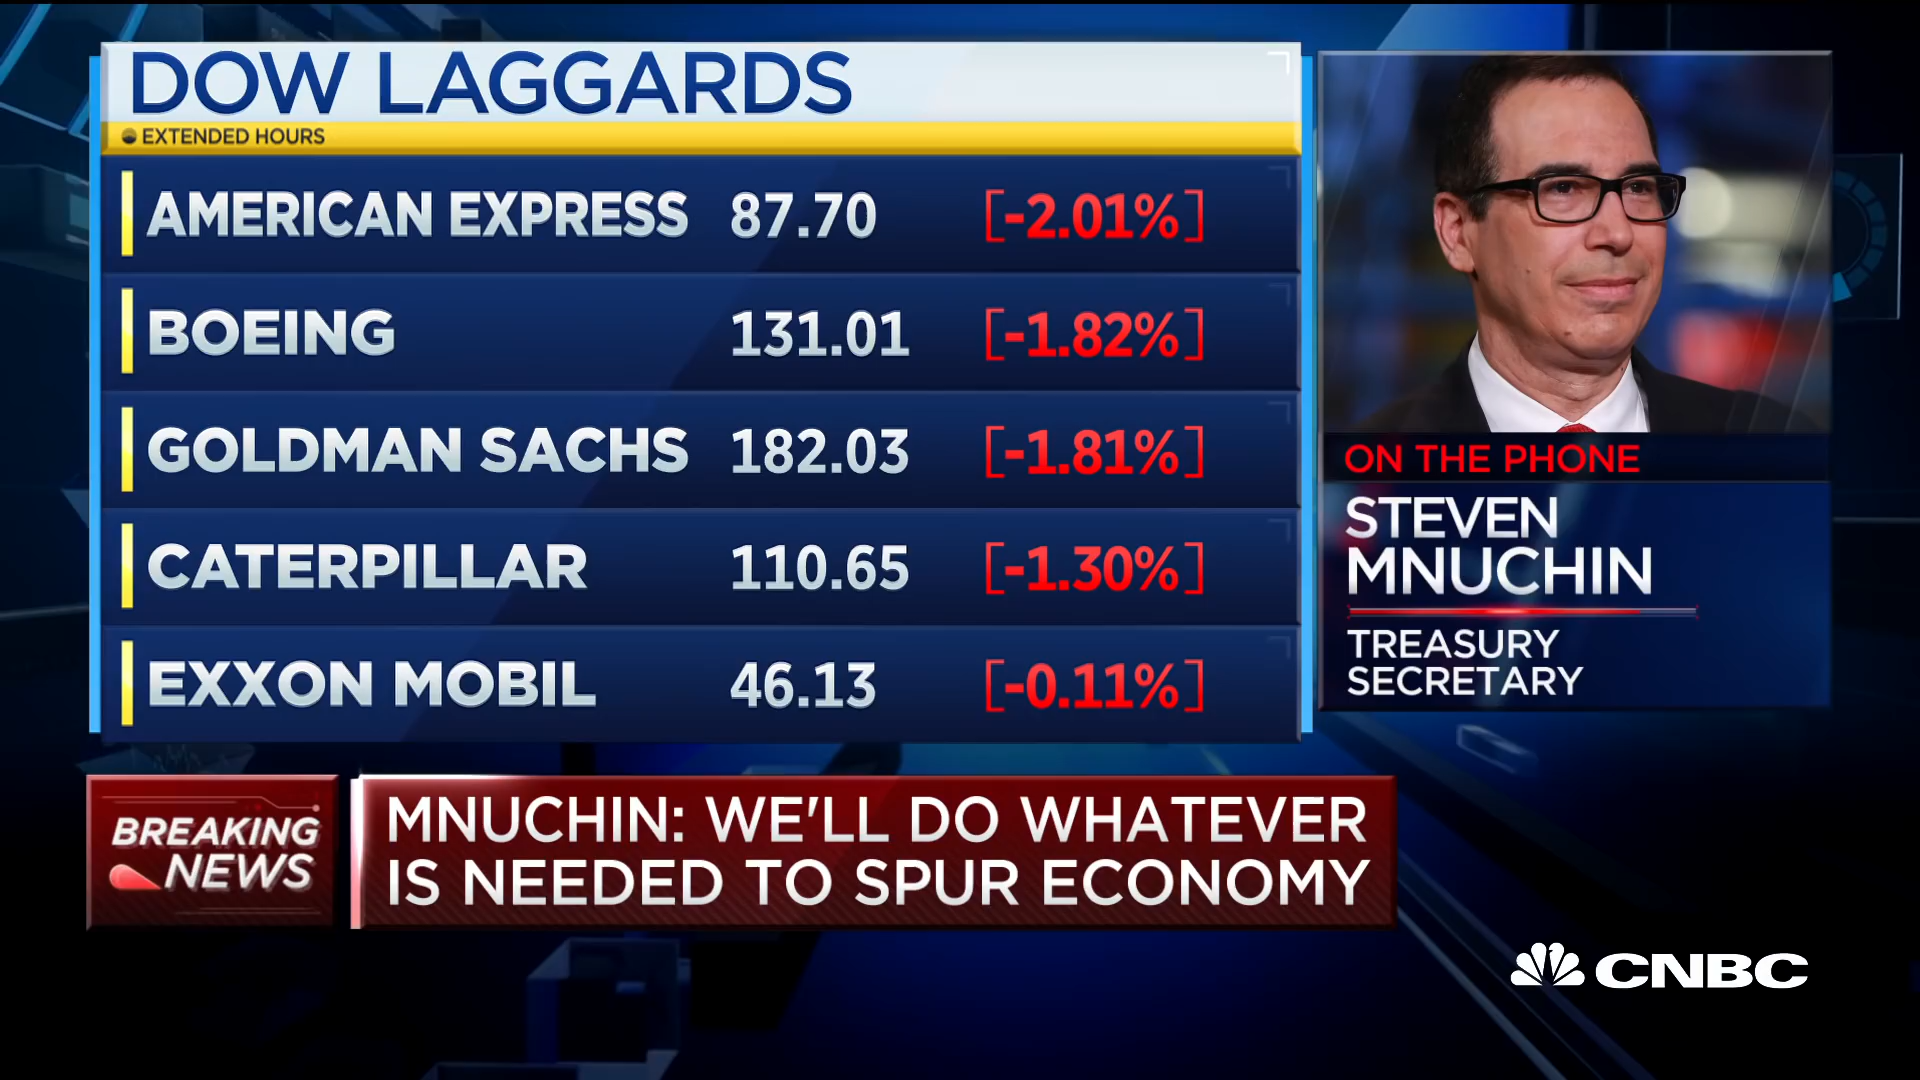 DOW LAGGARDS
EXTENDED HOURS
AMERICAN EXPRESS 87.70 [-2.01%]
BOEING 131.01 [-1.82%]
GOLDMAN SACHS 182.03 [-1.81%]
CATERPILLAR 110.65 [-1.30%]
EXXON MOBIL 46.13 [-0.11%]
ON THE PHONE
STEVEN
MNUCHIN
TREASURY
SECRETARY
BREAKING
NEWS
MNUCHIN: WE'LL DO WHATEVER
IS NEEDED TO SPUR ECONOMY
CNBC